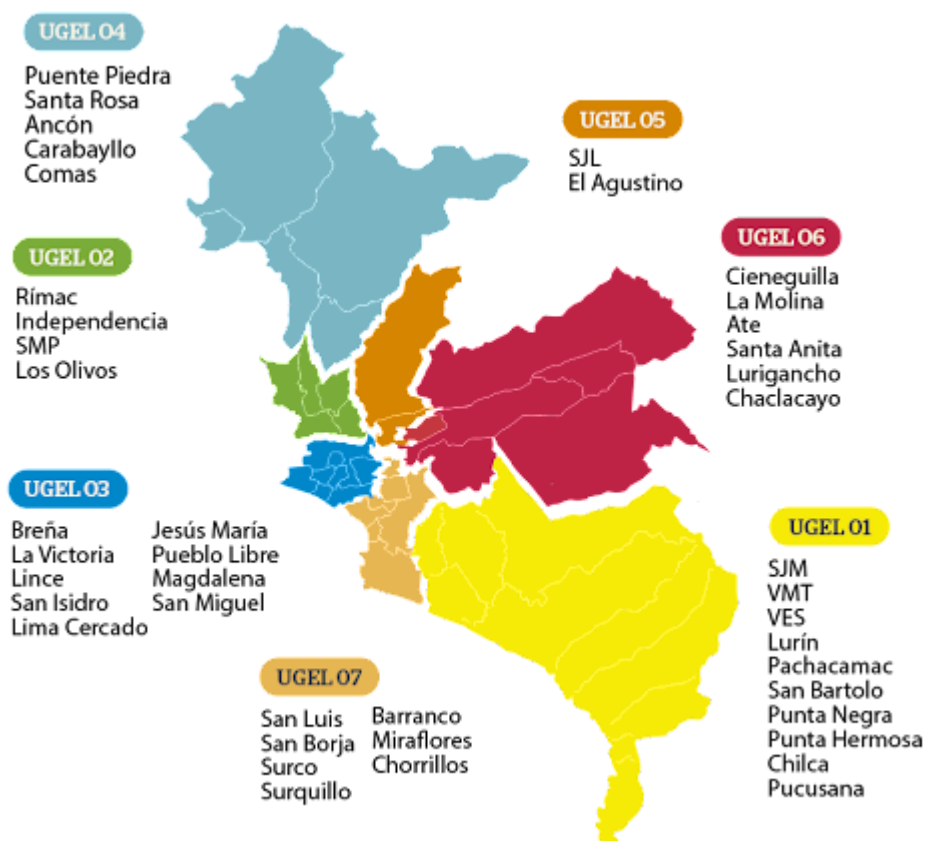 UGEL 04
Puente Piedra
Santa Rosa
Ancón
Carabayllo
Comas
UGEL 05
SJL
El Agustino
UGEL 02
Rímac
Independencia
SMP
Los Olivos
UGEL 06
Cieneguilla
La Molina
Ate
Santa Anita
Lurigancho
Chaclacayo
UGEL 03
Breña
La Victoria
Lince
San Isidro
Lima Cercado
Jesús María
Pueblo Libre
Magdalena
San Miguel
UGEL 01
SJM
VMT
VES
Lurín
Pachacamac
San Bartolo
Punta Negra
Punta Hermosa
Chilca
Pucusana
UGEL 07
San Luis
San Borja
Surco
Surquillo
Barranco
Miraflores
Chorrillos